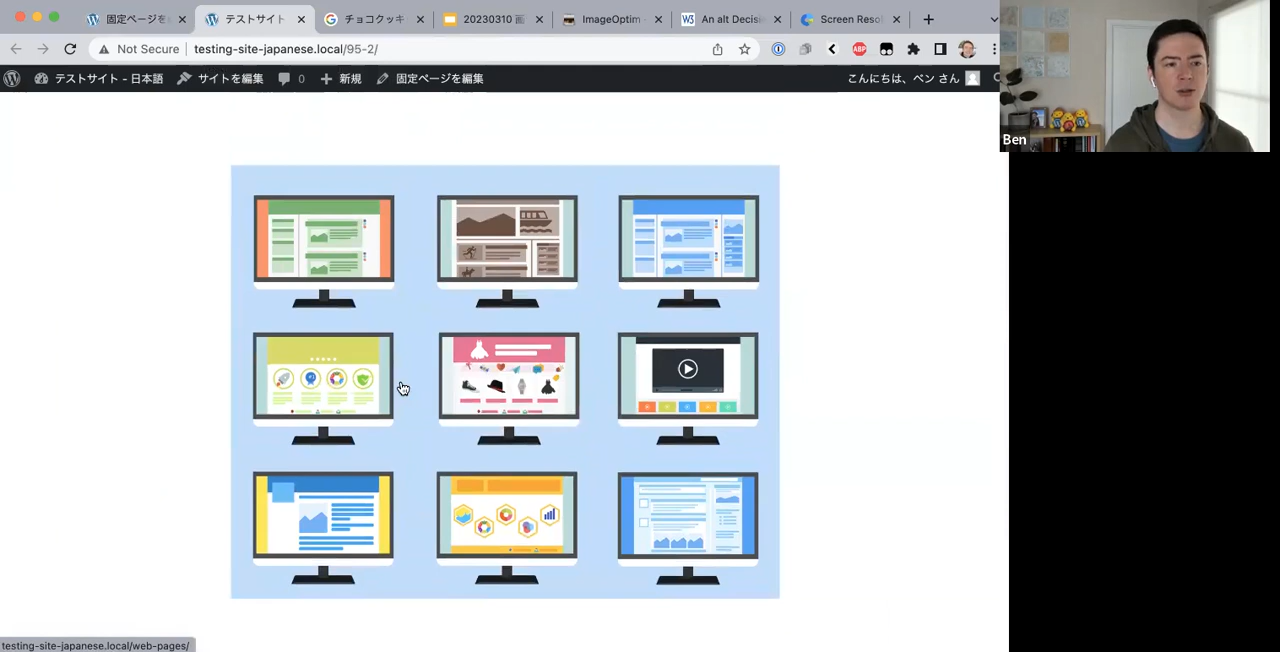 固定ページを
テストサイト
チョコクッキ
20230310 画
ImageOptim
An alt Decisi
Screen Resol
Not Secure
testing-site-japanese.local/95-2/
ABP
テストサイト - 日本語
サイトを編集
0
新規
固定ページを編集
こんにちは、ベン さん
Ben
testing-site-japanese.local/web-pages/